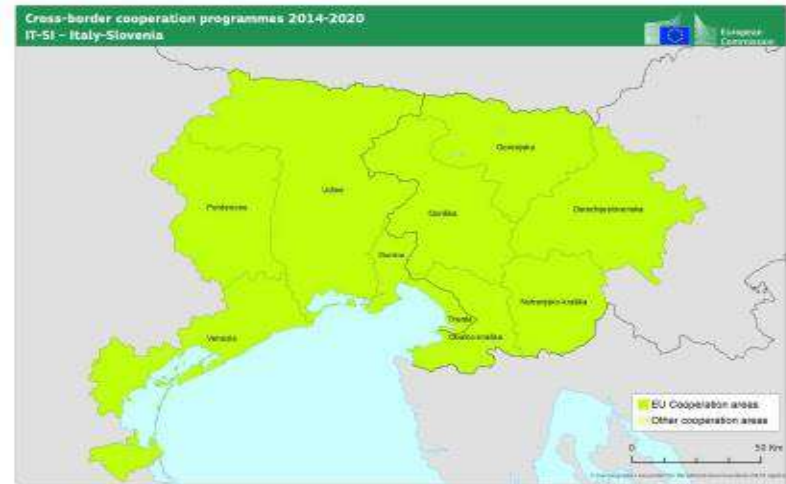 Cross-border cooperation programmes 2014-2020
IT-SI – Italy-Slovenia
European
Commission
Gorenjska
Udine
Pordenone
Goriška
Osrednjeslovenska
Gorizia
Notranjsko-kraška
Trieste
Obalno-kraška
Venezia
EU Cooperation areas
Other cooperation areas
0
50 Km